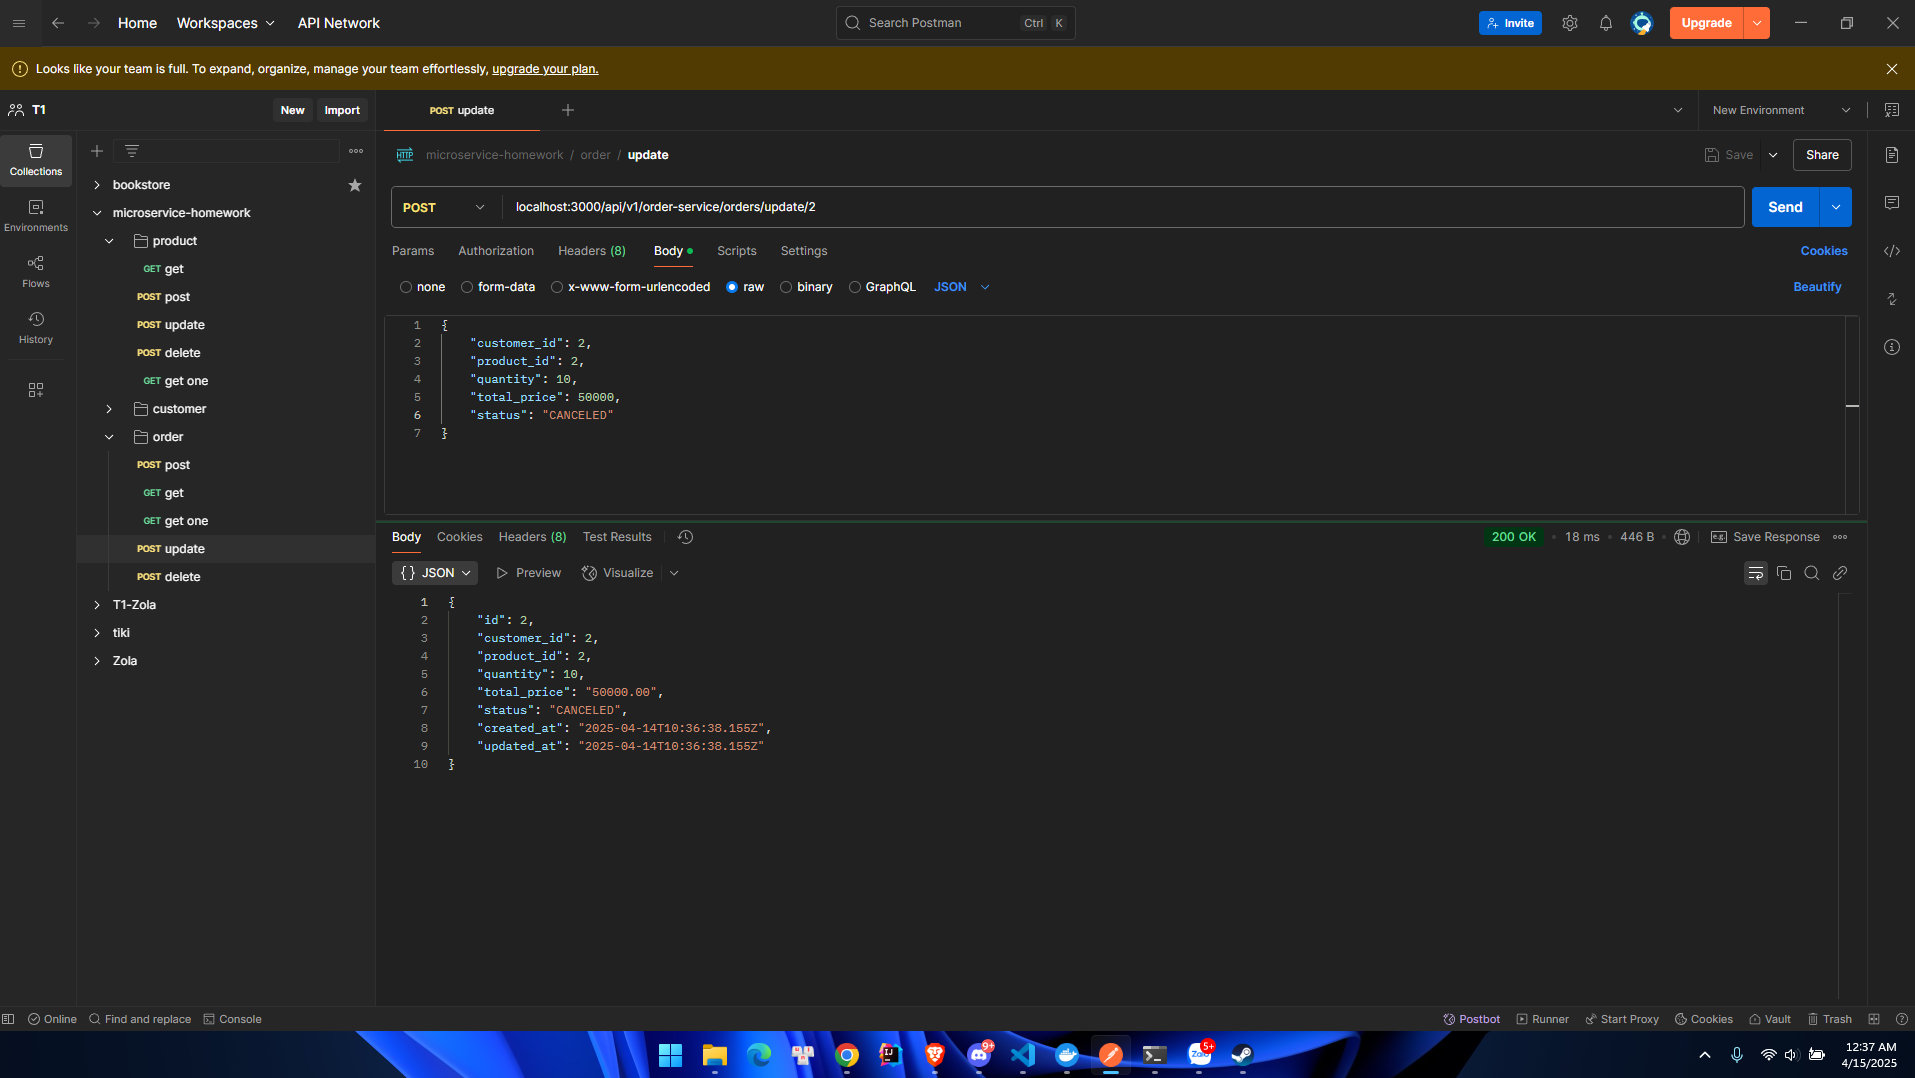 Home Workspaces API Network Search Postman Ctrl K Invite Upgrade
Looks like your team is full. To expand, organize, manage your team effortlessly, upgrade your plan.
T1 New Import POST update New Environment
Collections
Environments
Flows
History
bookstore
microservice-homework
product
GET get
POST post
POST update
POST delete
GET get one
customer
order
POST post
GET get
GET get one
POST update
POST delete
T1-Zola
tiki
Zola
HTTP microservice-homework / order / update Save Share
POST localhost:3000/api/v1/order-service/orders/update/2 Send
Params Authorization Headers (8) Body Scripts Settings Cookies
none form-data x-www-form-urlencoded raw binary GraphQL JSON Beautify
1 {
2 "customer_id": 2,
3 "product_id": 2,
4 "quantity": 10,
5 "total_price": 50000,
6 "status": "CANCELED"
7 }
Body Cookies Headers (8) Test Results 200 OK 18 ms 446 B e.g. Save Response
{} JSON Preview Visualize
1 {
2 "id": 2,
3 "customer_id": 2,
4 "product_id": 2,
5 "quantity": 10,
6 "total_price": "50000.00",
7 "status": "CANCELED",
8 "created_at": "2025-04-14T10:36:38.155Z",
9 "updated_at": "2025-04-14T10:36:38.155Z"
10 }
Online Find and replace Console Postbot Runner Start Proxy Cookies Vault Trash
9+ Zalo 5+ 12:37 AM
4/15/2025